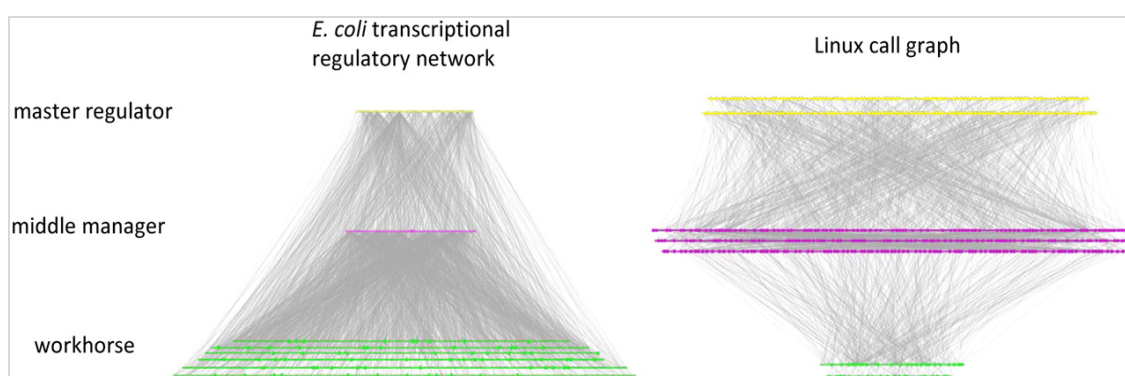 E. coli transcriptional
regulatory network
Linux call graph
master regulator
middle manager
workhorse